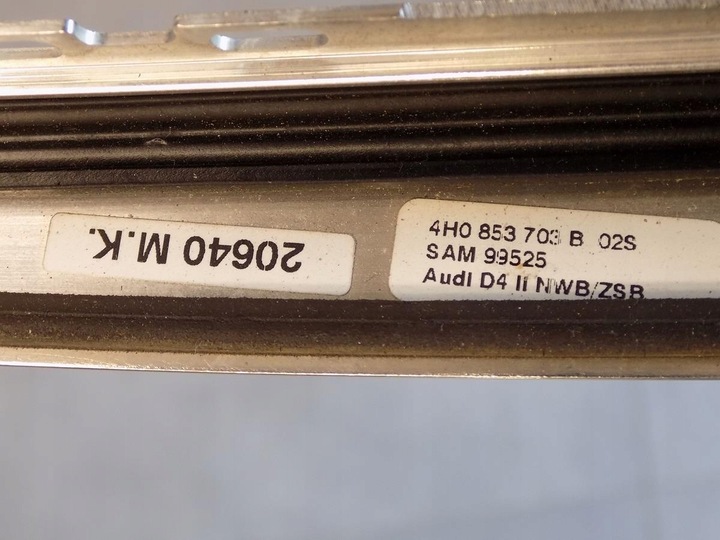 20640 M.K.
4H0 853 703 B 02S
SAM 99525
Audi D4 II NWB/ZSB